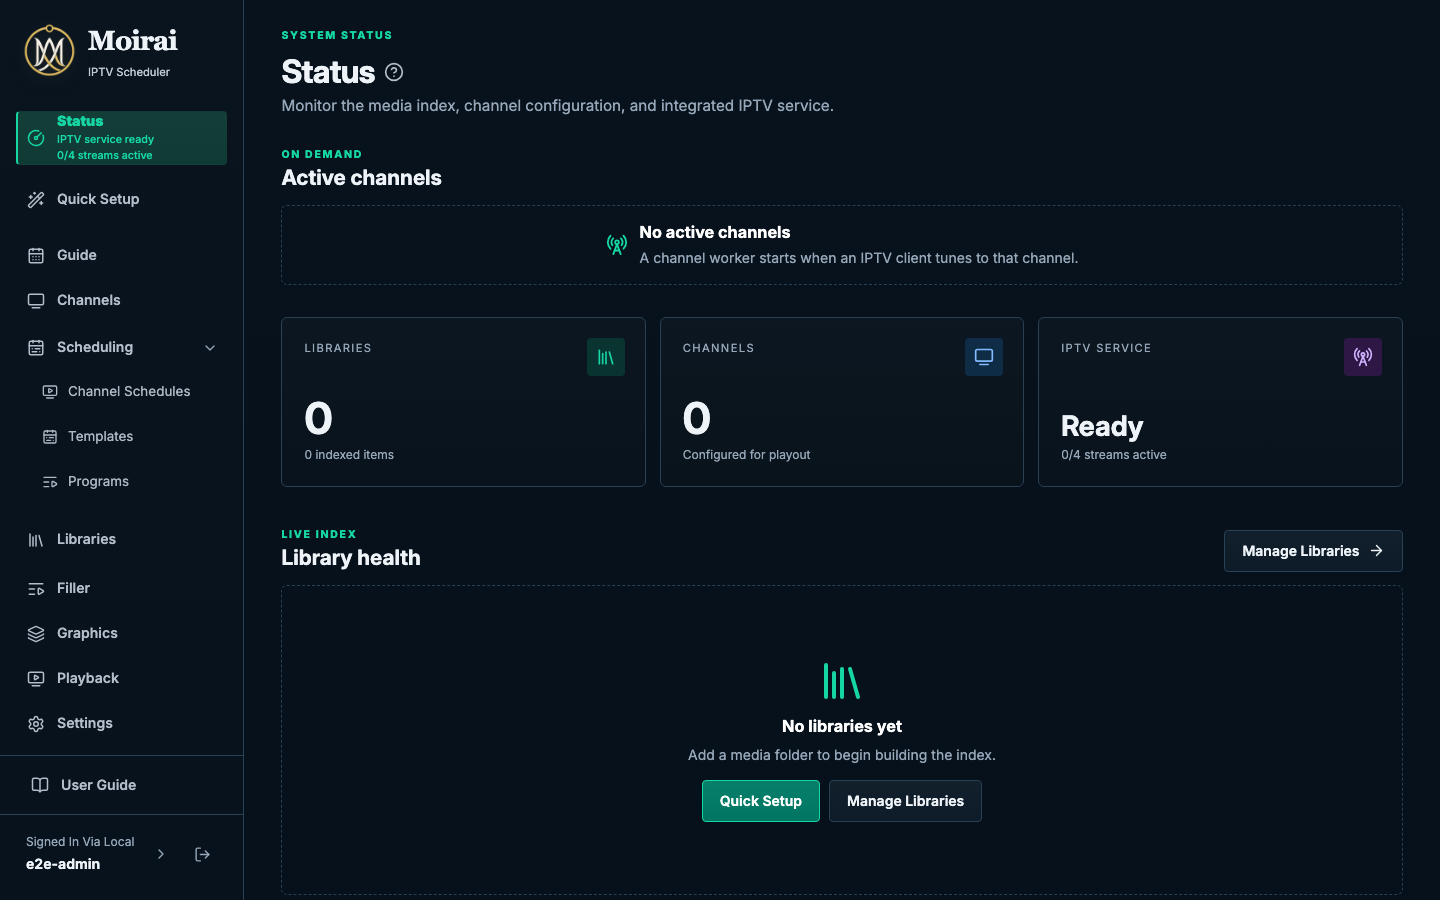 Moirai
IPTV Scheduler
Status
IPTV service ready
0/4 streams active
Quick Setup
Guide
Channels
Scheduling
Channel Schedules
Templates
Programs
Libraries
Filler
Graphics
Playback
Settings
User Guide
Signed In Via Local
e2e-admin
SYSTEM STATUS
Status
Monitor the media index, channel configuration, and integrated IPTV service.
ON DEMAND
Active channels
No active channels
A channel worker starts when an IPTV client tunes to that channel.
LIBRARIES
0
0 indexed items
CHANNELS
0
Configured for playout
IPTV SERVICE
Ready
0/4 streams active
LIVE INDEX
Library health
Manage Libraries
No libraries yet
Add a media folder to begin building the index.
Quick Setup
Manage Libraries